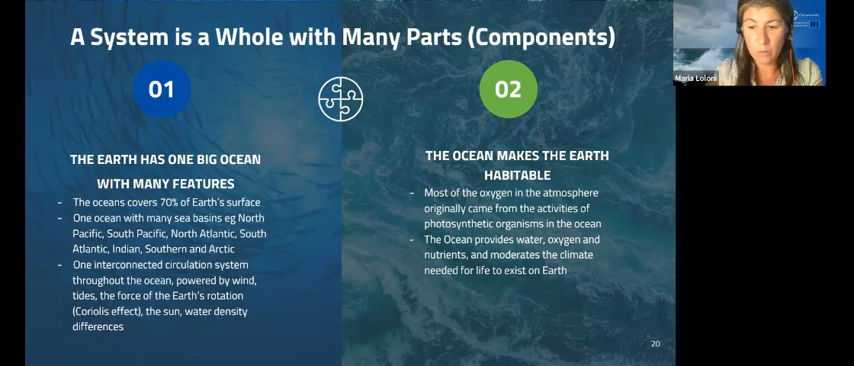 A System is a Whole with Many Parts (Components)
01
THE EARTH HAS ONE BIG OCEAN
WITH MANY FEATURES
- The oceans covers 70% of Earth's surface
- One ocean with many sea basins eg North
Pacific, South Pacific, North Atlantic, South
Atlantic, Indian, Southern and Arctic
- One interconnected circulation system
throughout the ocean, powered by wind,
tides, the force of the Earth's rotation
(Coriolis effect), the sun, water density
differences
02
THE OCEAN MAKES THE EARTH
HABITABLE
- Most of the oxygen in the atmosphere
originally came from the activities of
photosynthetic organisms in the ocean
- The Ocean provides water, oxygen and
nutrients, and moderates the climate
needed for life to exist on Earth
20
Maria Loloni